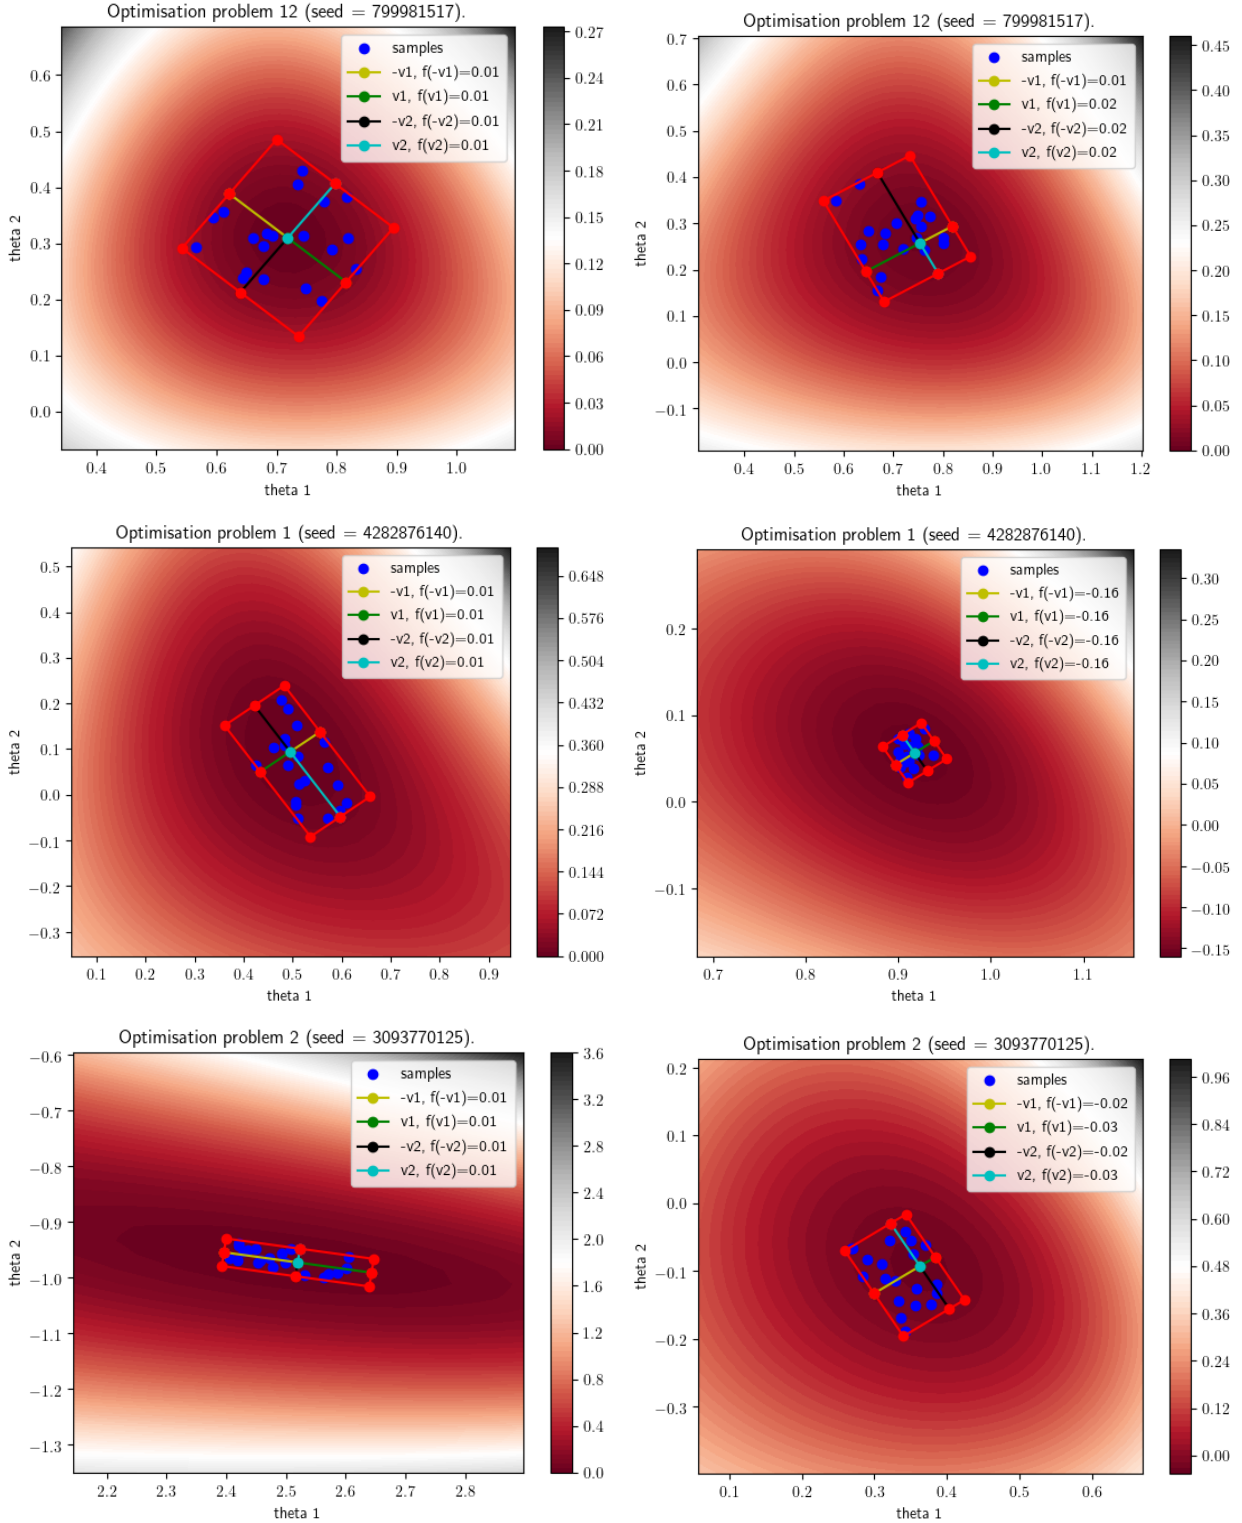 Optimisation problem 12 (seed = 799981517).
samples
-v1, f(-v1)=0.01
v1, f(v1)=0.01
-v2, f(-v2)=0.01
v2, f(v2)=0.01
0.6
0.5
0.4
0.3
0.2
0.1
0.0
theta 2
0.4 0.5 0.6 0.7 0.8 0.9 1.0
theta 1
0.27
0.24
0.21
0.18
0.15
0.12
0.09
0.06
0.03
0.00
Optimisation problem 12 (seed = 799981517).
samples
-v1, f(-v1)=0.01
v1, f(v1)=0.02
-v2, f(-v2)=0.02
v2, f(v2)=0.02
0.7
0.6
0.5
0.4
0.3
0.2
0.1
0.0
−0.1
theta 2
0.4 0.5 0.6 0.7 0.8 0.9 1.0 1.1 1.2
theta 1
0.45
0.40
0.35
0.30
0.25
0.20
0.15
0.10
0.05
0.00
Optimisation problem 1 (seed = 4282876140).
samples
-v1, f(-v1)=0.01
v1, f(v1)=0.01
-v2, f(-v2)=0.01
v2, f(v2)=0.01
0.5
0.4
0.3
0.2
0.1
0.0
−0.1
−0.2
−0.3
theta 2
0.1 0.2 0.3 0.4 0.5 0.6 0.7 0.8 0.9
theta 1
0.648
0.576
0.504
0.432
0.360
0.288
0.216
0.144
0.072
0.000
Optimisation problem 1 (seed = 4282876140).
samples
-v1, f(-v1)=-0.16
v1, f(v1)=-0.16
-v2, f(-v2)=-0.16
v2, f(v2)=-0.16
0.2
0.1
0.0
−0.1
theta 2
0.7 0.8 0.9 1.0 1.1
theta 1
0.30
0.25
0.20
0.15
0.10
0.05
0.00
−0.05
−0.10
−0.15
Optimisation problem 2 (seed = 3093770125).
samples
-v1, f(-v1)=0.01
v1, f(v1)=0.01
-v2, f(-v2)=0.01
v2, f(v2)=0.01
−0.6
−0.7
−0.8
−0.9
−1.0
−1.1
−1.2
−1.3
theta 2
2.2 2.3 2.4 2.5 2.6 2.7 2.8
theta 1
3.6
3.2
2.8
2.4
2.0
1.6
1.2
0.8
0.4
0.0
Optimisation problem 2 (seed = 3093770125).
samples
-v1, f(-v1)=-0.02
v1, f(v1)=-0.03
-v2, f(-v2)=-0.02
v2, f(v2)=-0.03
0.2
0.1
0.0
−0.1
−0.2
−0.3
theta 2
0.1 0.2 0.3 0.4 0.5 0.6
theta 1
0.96
0.84
0.72
0.60
0.48
0.36
0.24
0.12
0.00